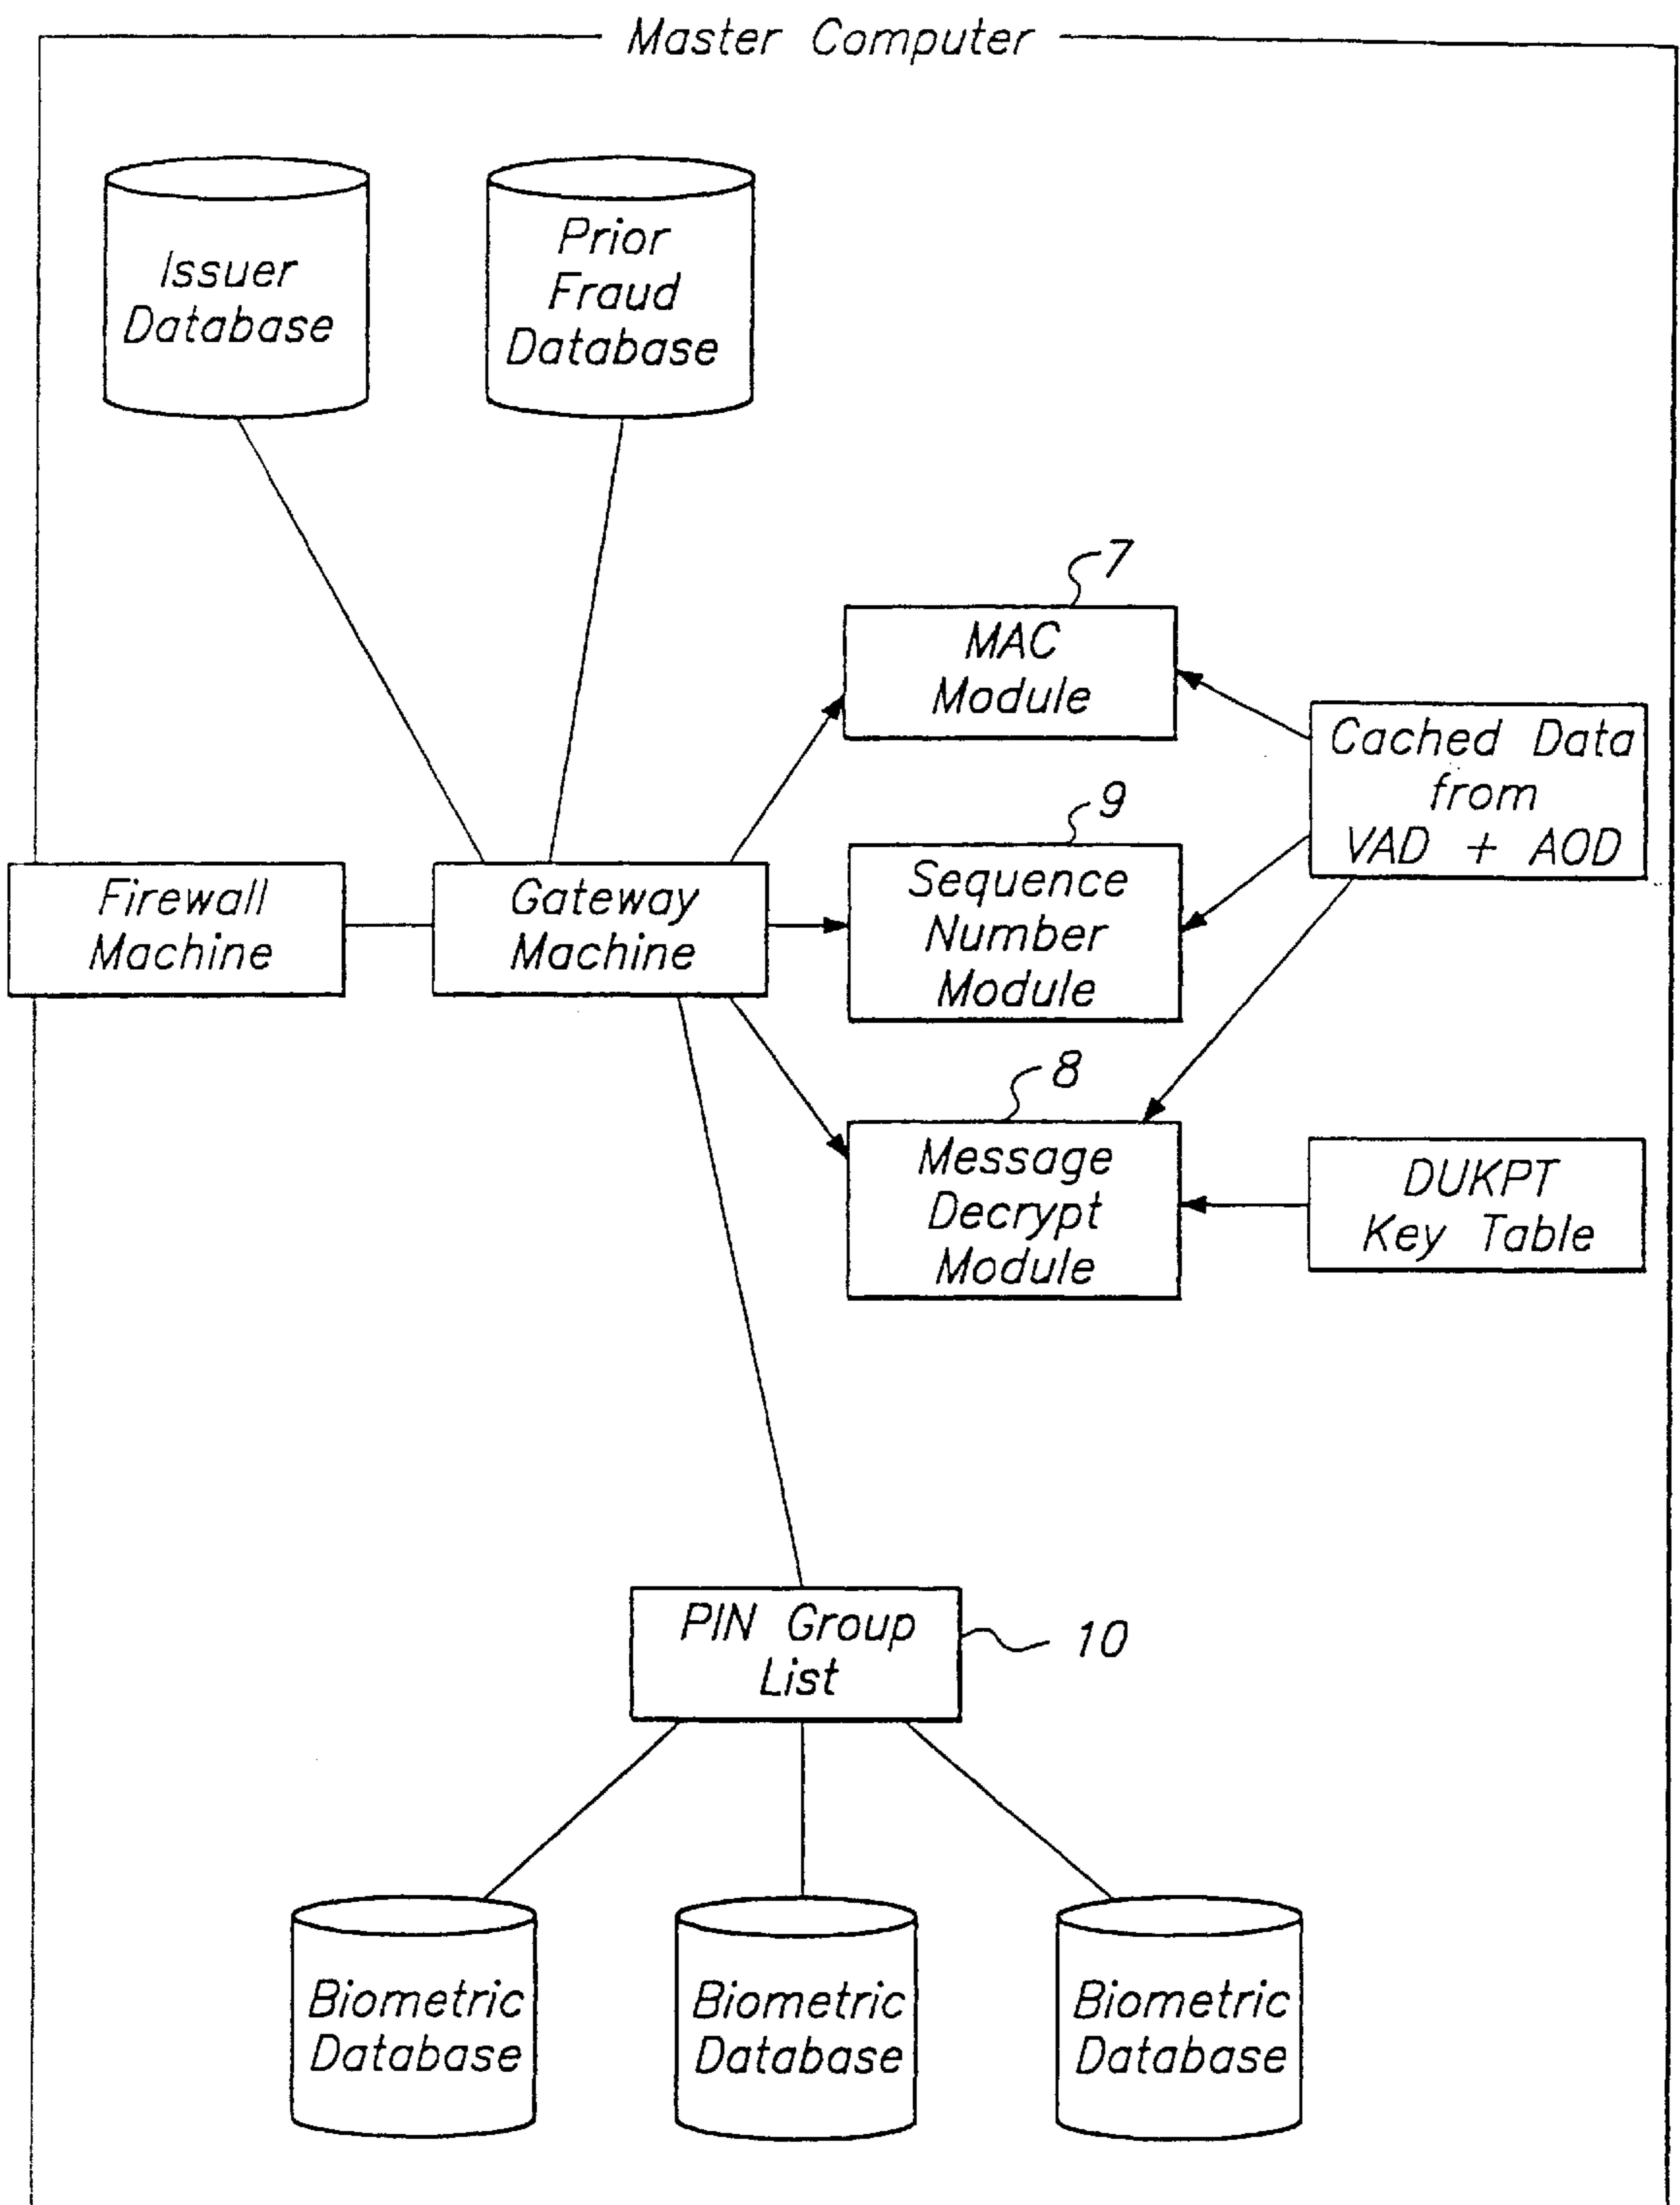 Master Computer
Issuer
Database
Prior
Fraud
Database
7
MAC
Module
Cached Data
from
VAD + AOD
9
Firewall
Machine
Gateway
Machine
Sequence
Number
Module
8
Message
Decrypt
Module
DUKPT
Key Table
PIN Group
List
10
Biometric
Database
Biometric
Database
Biometric
Database